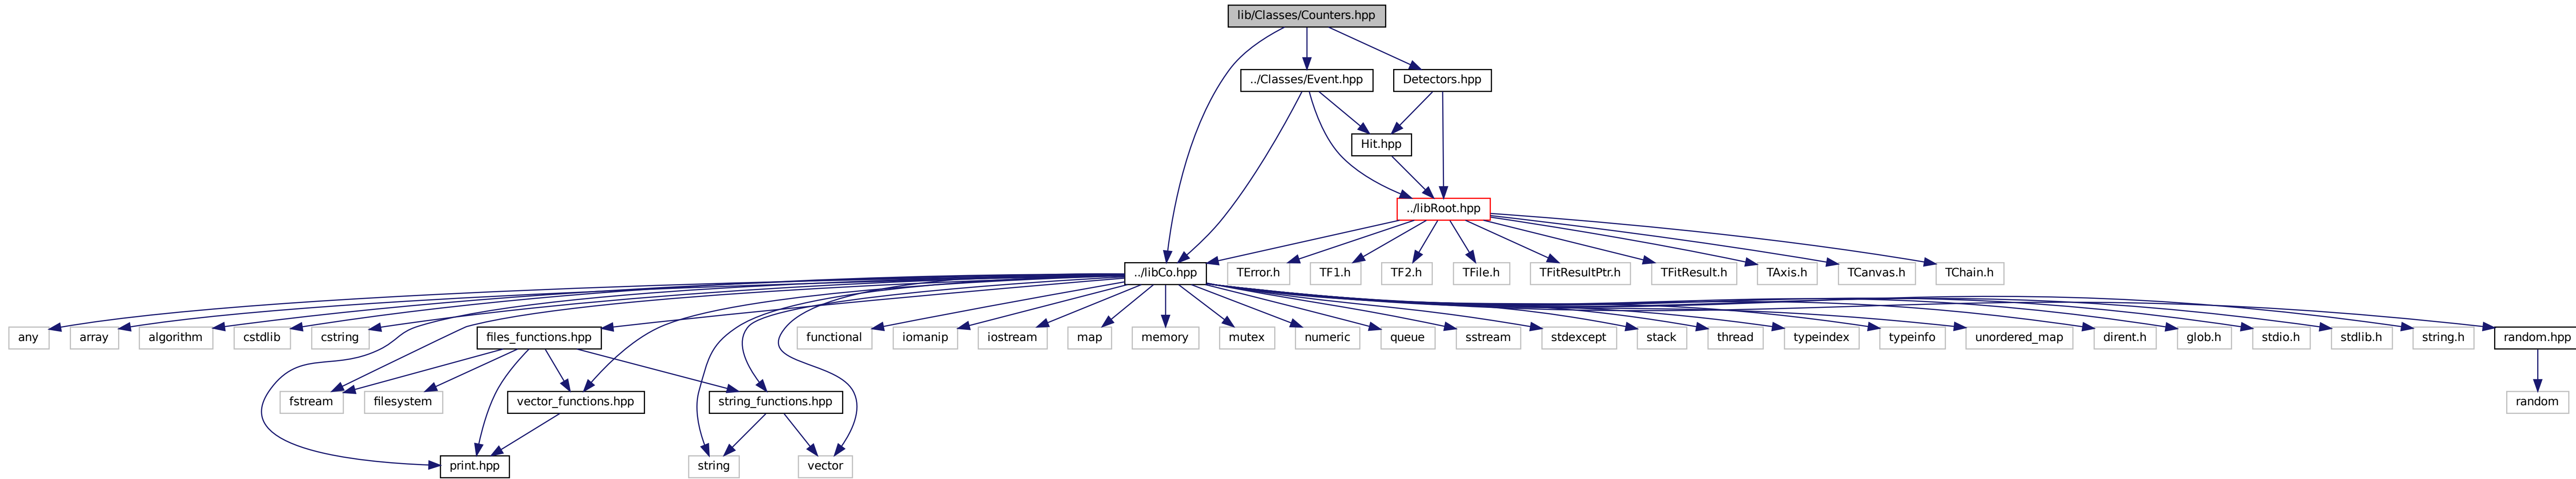 lib/Classes/Counters.hpp
../Classes/Event.hpp
Detectors.hpp
Hit.hpp
../libRoot.hpp
../libCo.hpp
TError.h
TF1.h
TF2.h
TFile.h
TFitResultPtr.h
TFitResult.h
TAxis.h
TCanvas.h
TChain.h
any
array
algorithm
cstdlib
cstring
files_functions.hpp
functional
iomanip
iostream
map
memory
mutex
numeric
queue
sstream
stdexcept
stack
thread
typeindex
typeinfo
unordered_map
dirent.h
glob.h
stdio.h
stdlib.h
string.h
random.hpp
fstream
filesystem
vector_functions.hpp
string_functions.hpp
random
print.hpp
string
vector